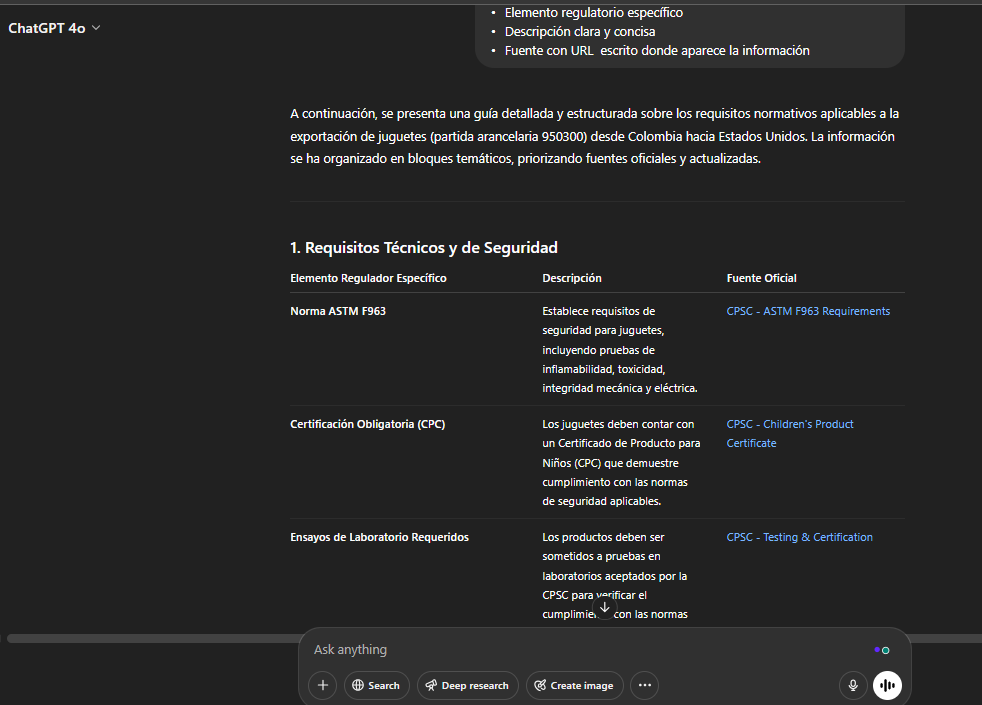 • Elemento regulatorio específico
ChatGPT 4o
• Descripción clara y concisa
• Fuente con URL escrito donde aparece la información
A continuación, se presenta una guía detallada y estructurada sobre los requisitos normativos aplicables a la
exportación de juguetes (partida arancelaria 950300) desde Colombia hacia Estados Unidos. La información
se ha organizado en bloques temáticos, priorizando fuentes oficiales y actualizadas.
1. Requisitos Técnicos y de Seguridad
Elemento Regulador Específico Descripción Fuente Oficial
Norma ASTM F963 Establece requisitos de CPSC - ASTM F963 Requirements
seguridad para juguetes,
incluyendo pruebas de
inflamabilidad, toxicidad,
integridad mecánica y eléctrica.
Certificación Obligatoria (CPC) Los juguetes deben contar con CPSC - Children's Product
un Certificado de Producto para Certificate
Niños (CPC) que demuestre
cumplimiento con las normas
de seguridad aplicables.
Ensayos de Laboratorio Requeridos Los productos deben ser CPSC - Testing & Certification
sometidos a pruebas en
laboratorios aceptados por la
CPSC para verificar el
con las normas
Ask anything
Search Deep research Create image